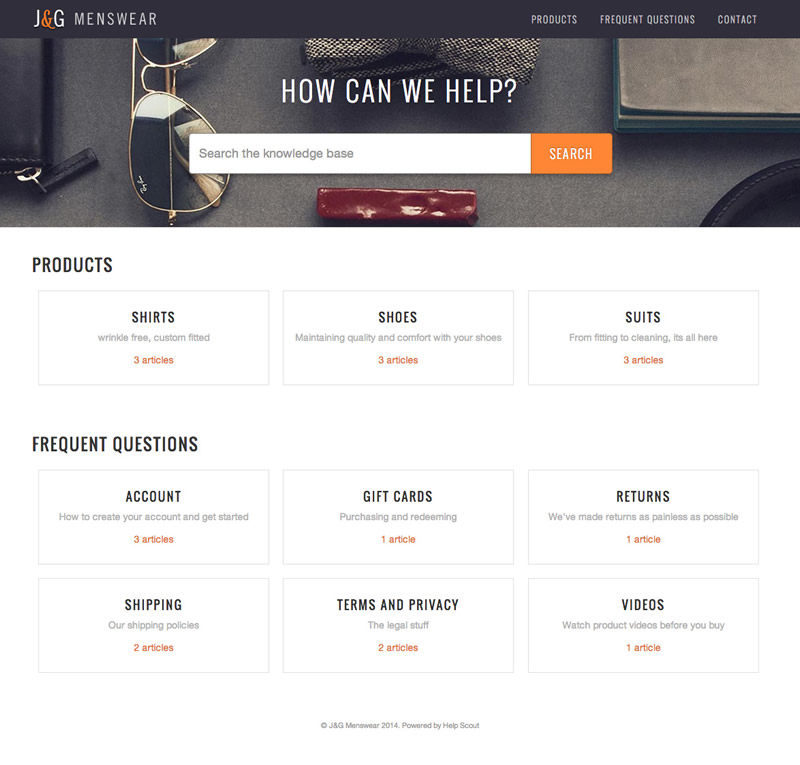 J&G MENSWEAR
PRODUCTS FREQUENT QUESTIONS CONTACT
HOW CAN WE HELP?
Search the knowledge base SEARCH
PRODUCTS
SHIRTS
wrinkle free, custom fitted
3 articles
SHOES
Maintaining quality and comfort with your shoes
3 articles
SUITS
From fitting to cleaning, its all here
3 articles
FREQUENT QUESTIONS
ACCOUNT
How to create your account and get started
3 articles
GIFT CARDS
Purchasing and redeeming
1 article
RETURNS
We've made returns as painless as possible
1 article
SHIPPING
Our shipping policies
2 articles
TERMS AND PRIVACY
The legal stuff
2 articles
VIDEOS
Watch product videos before you buy
1 article
© J&G Menswear 2014. Powered by Help Scout